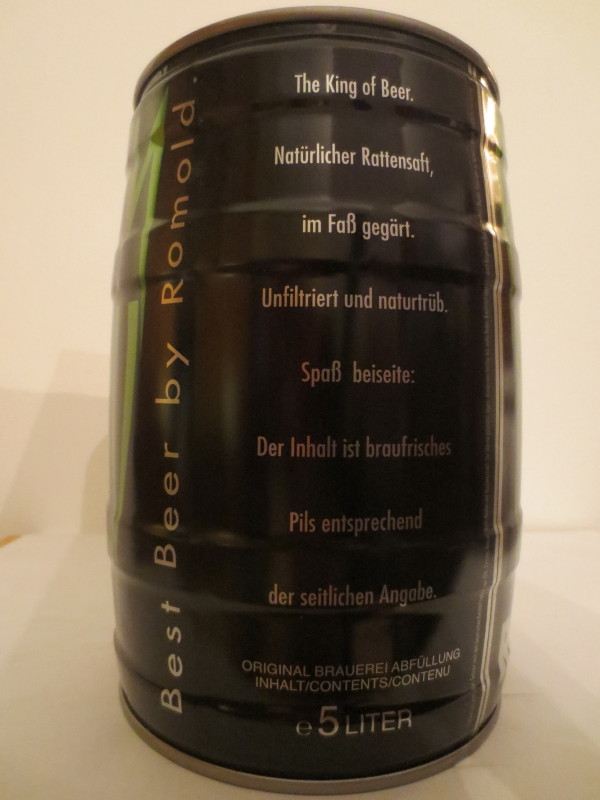 The King of Beer.
Natürlicher Rattensaft,
im Faß gegärt.
Unfiltriert und naturtrüb.
Spaß beiseite:
Der Inhalt ist braufrisches
Pils entsprechend
der seitlichen Angabe.
ORIGINAL BRAUEREI ABFÜLLUNG
INHALT/CONTENTS/CONTENU
e 5 LITER
Best Beer by Romold